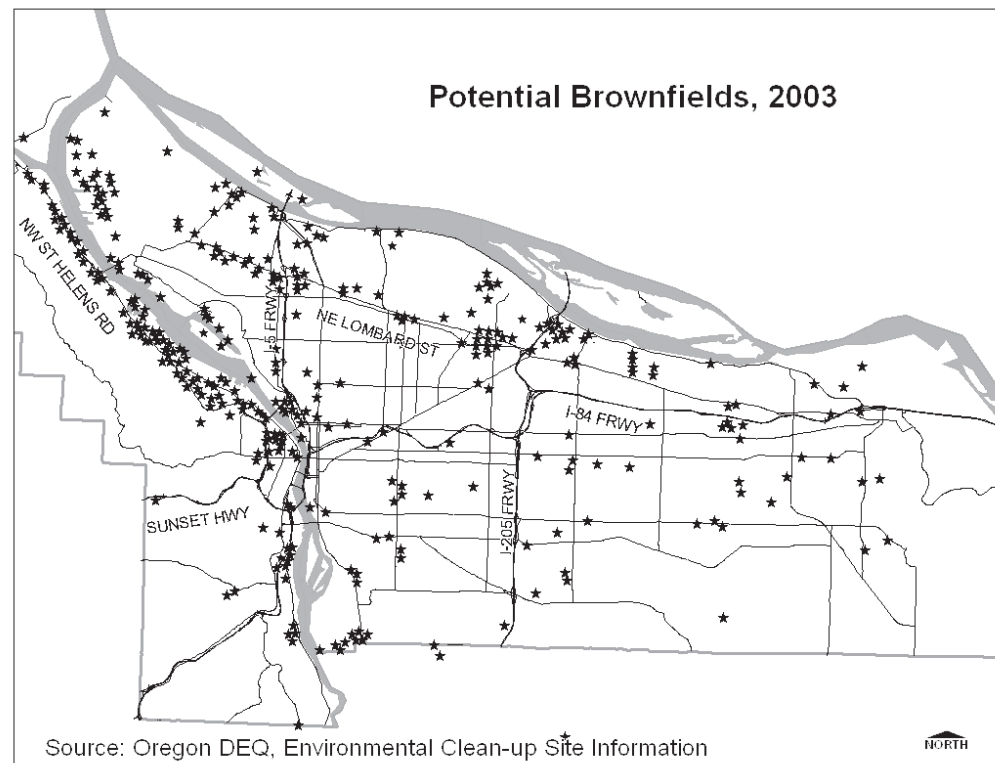 Potential Brownfields, 2003
NW ST HELENS RD
I-5 FRWY
NE LOMBARD ST
I-84 FRWY
I-205 FRWY
SUNSET HWY
Source: Oregon DEQ, Environmental Clean-up Site Information
NORTH